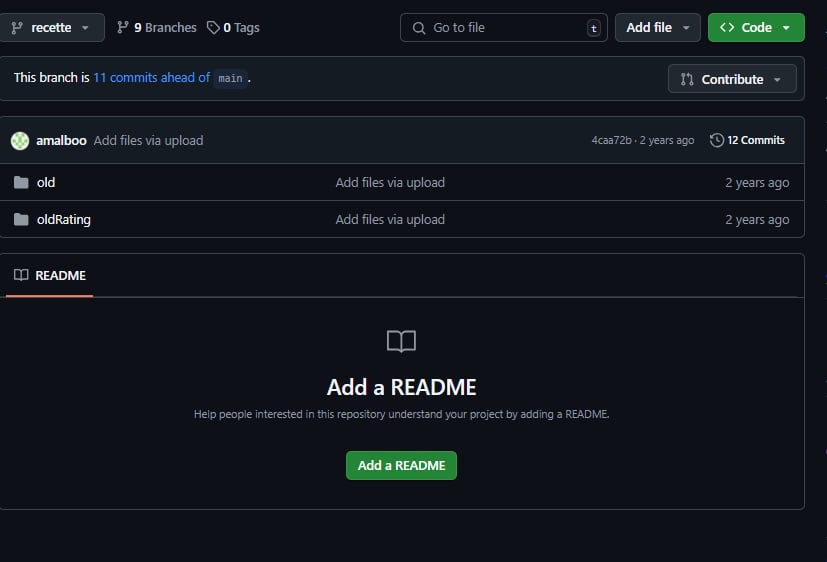 recette 9 Branches 0 Tags Go to file t Add file Code
This branch is 11 commits ahead of main . Contribute
amalboo Add files via upload 4caa72b · 2 years ago 12 Commits
old Add files via upload 2 years ago
oldRating Add files via upload 2 years ago
README
Add a README
Help people interested in this repository understand your project by adding a README.
Add a README